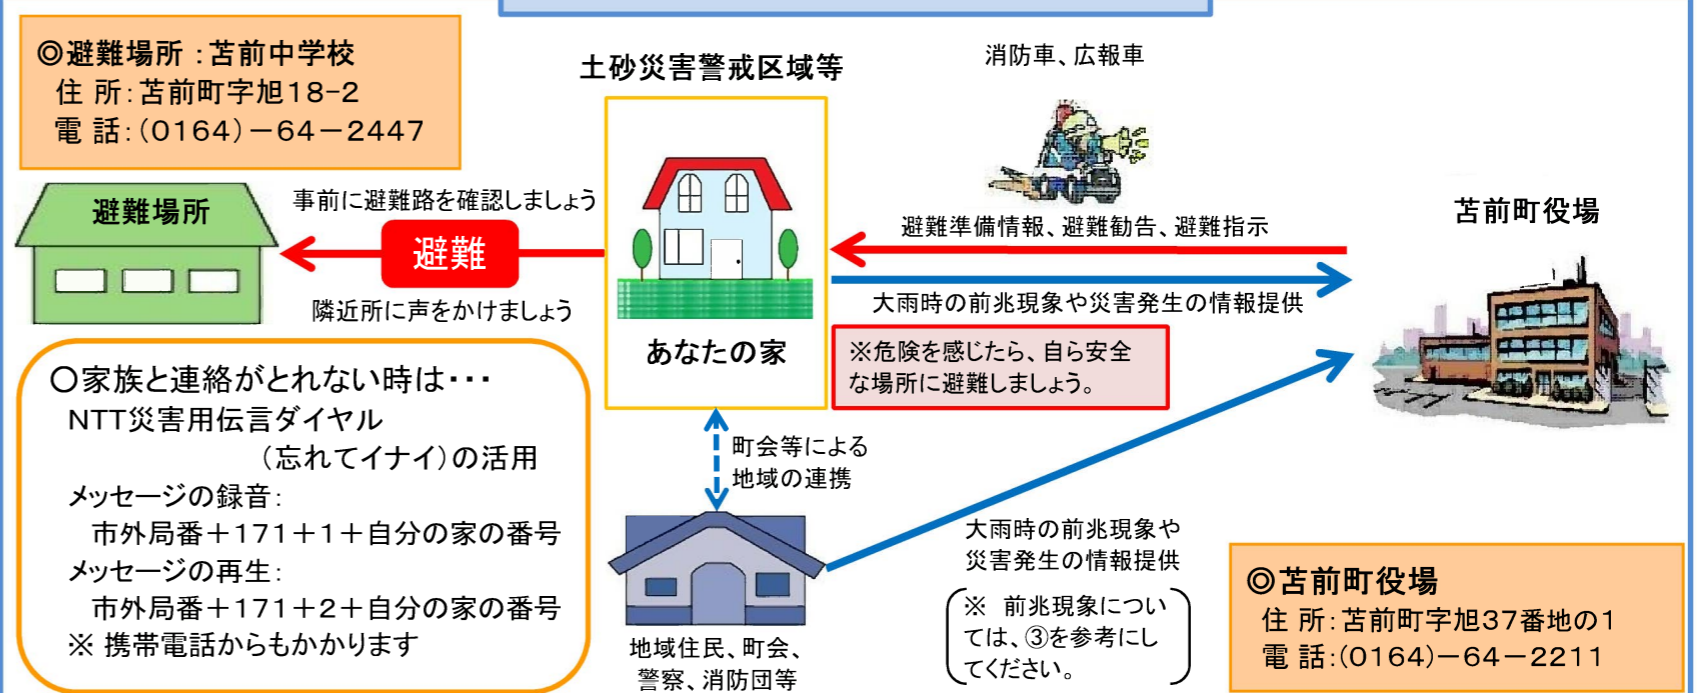 ◎避難場所：苫前中学校
住 所：苫前町字旭18-2
電 話：(0164)－64－2447
避難場所
事前に避難路を確認しましょう
避難
隣近所に声をかけましょう
土砂災害警戒区域等
あなたの家
消防車、広報車
避難準備情報、避難勧告、避難指示
大雨時の前兆現象や災害発生の情報提供
※危険を感じたら、自ら安全
な場所に避難しましょう。
苫前町役場
○家族と連絡がとれない時は・・・
NTT災害用伝言ダイヤル
（忘れてイナイ）の活用
メッセージの録音：
市外局番＋171＋1＋自分の家の番号
メッセージの再生：
市外局番＋171＋2＋自分の家の番号
※ 携帯電話からもかかります
町会等による
地域の連携
地域住民、町会、
警察、消防団等
大雨時の前兆現象や
災害発生の情報提供
※ 前兆現象につい
ては、③を参考にし
てください。
◎苫前町役場
住 所：苫前町字旭37番地の1
電 話：(0164)－64－2211